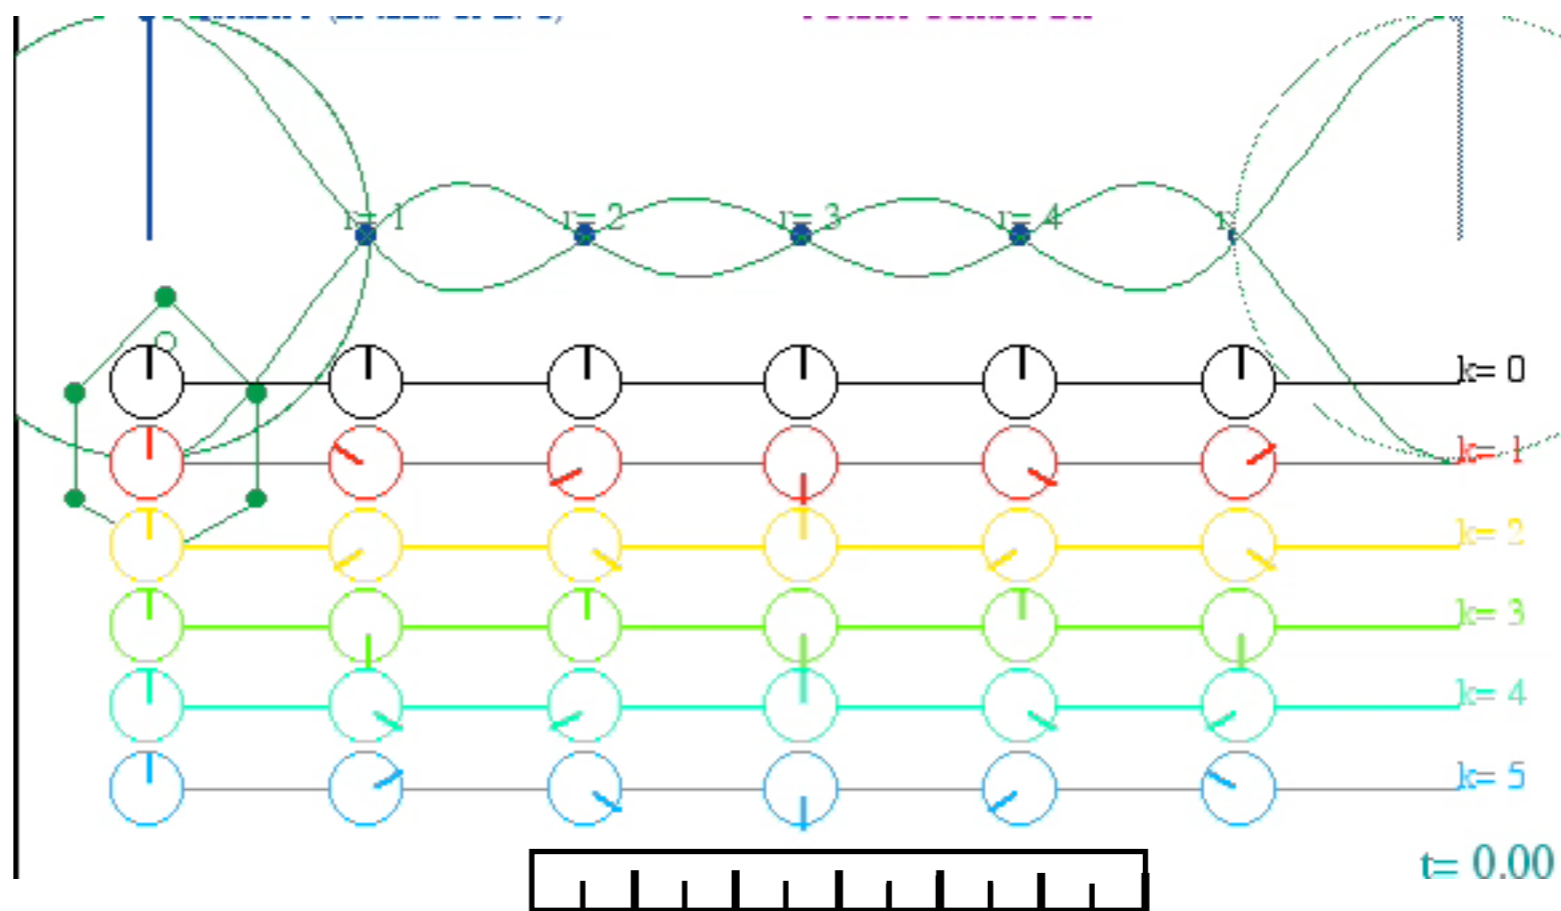 r= 1 r= 2 r= 3 r= 4 r
k= 0
k= 1
k= 2
k= 3
k= 4
k= 5
t= 0.00